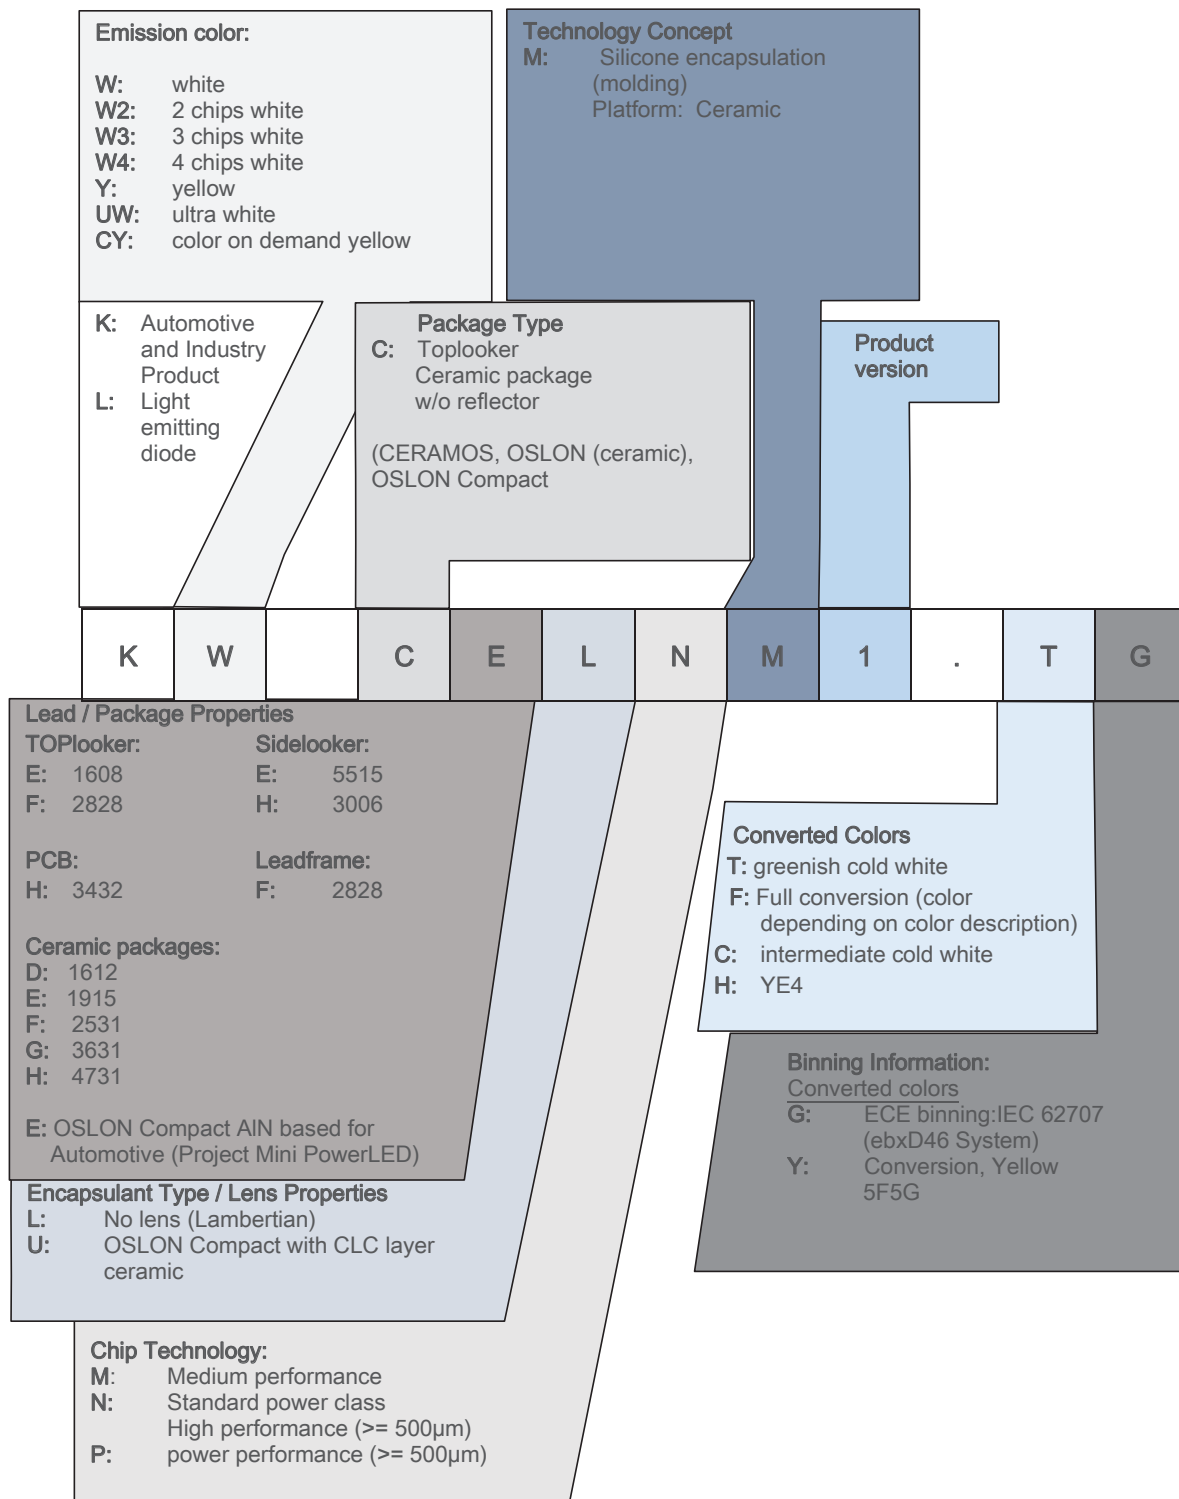 Emission color:
W: white
W2: 2 chips white
W3: 3 chips white
W4: 4 chips white
Y: yellow
UW: ultra white
CY: color on demand yellow
Technology Concept
M: Silicone encapsulation
(molding)
Platform: Ceramic
K: Automotive
and Industry
Product
L: Light
emitting
diode
Package Type
C: Toplooker
Ceramic package
w/o reflector
(CERAMOS, OSLON (ceramic),
OSLON Compact
Product
version
K W C E L N M 1 . T G
Lead / Package Properties
TOPlooker: Sidelooker:
E: 1608 E: 5515
F: 2828 H: 3006
PCB: Leadframe:
H: 3432 F: 2828
Ceramic packages:
D: 1612
E: 1915
F: 2531
G: 3631
H: 4731
E: OSLON Compact AIN based for
Automotive (Project Mini PowerLED)
Encapsulant Type / Lens Properties
L: No lens (Lambertian)
U: OSLON Compact with CLC layer
ceramic
Chip Technology:
M: Medium performance
N: Standard power class
High performance (>= 500µm)
P: power performance (>= 500µm)
Converted Colors
T: greenish cold white
F: Full conversion (color
depending on color description)
C: intermediate cold white
H: YE4
Binning Information:
Converted colors
G: ECE binning:IEC 62707
(ebxD46 System)
Y: Conversion, Yellow
5F5G